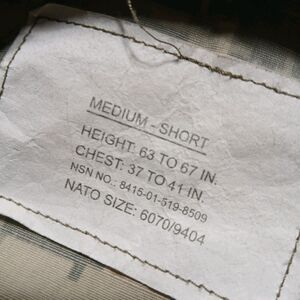 MEDIUM - SHORT
HEIGHT: 63 TO 67 IN.
CHEST: 37 TO 41 IN.
NSN NO.: 8415-01-519-8509
NATO SIZE: 6070/9404